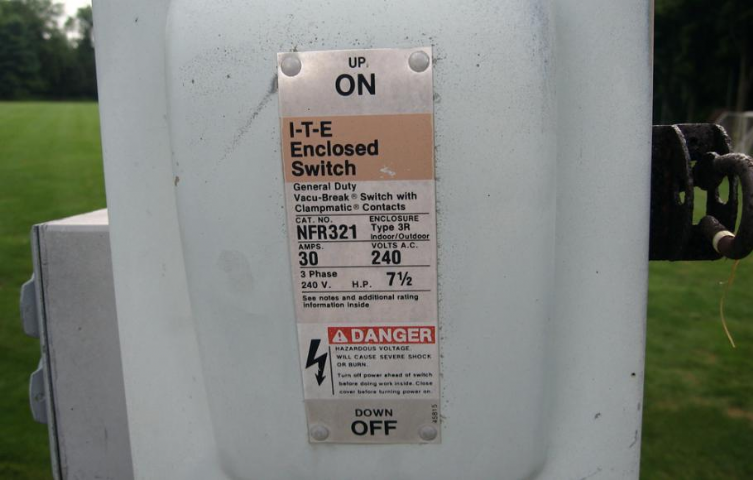 UP
ON
I-T-E
Enclosed
Switch
General Duty
Vacu-Break® Switch with
Clampmatic® Contacts
CAT. NO. ENCLOSURE
NFR321 Type 3R
Indoor/Outdoor
AMPS. VOLTS A.C.
30 240
3 Phase
240 V. H.P. 7½
See notes and additional rating
information inside
DANGER
HAZARDOUS VOLTAGE.
WILL CAUSE SEVERE SHOCK
OR BURN.
Turn off power ahead of switch
before doing work inside. Close
cover before turning power on.
DOWN
OFF